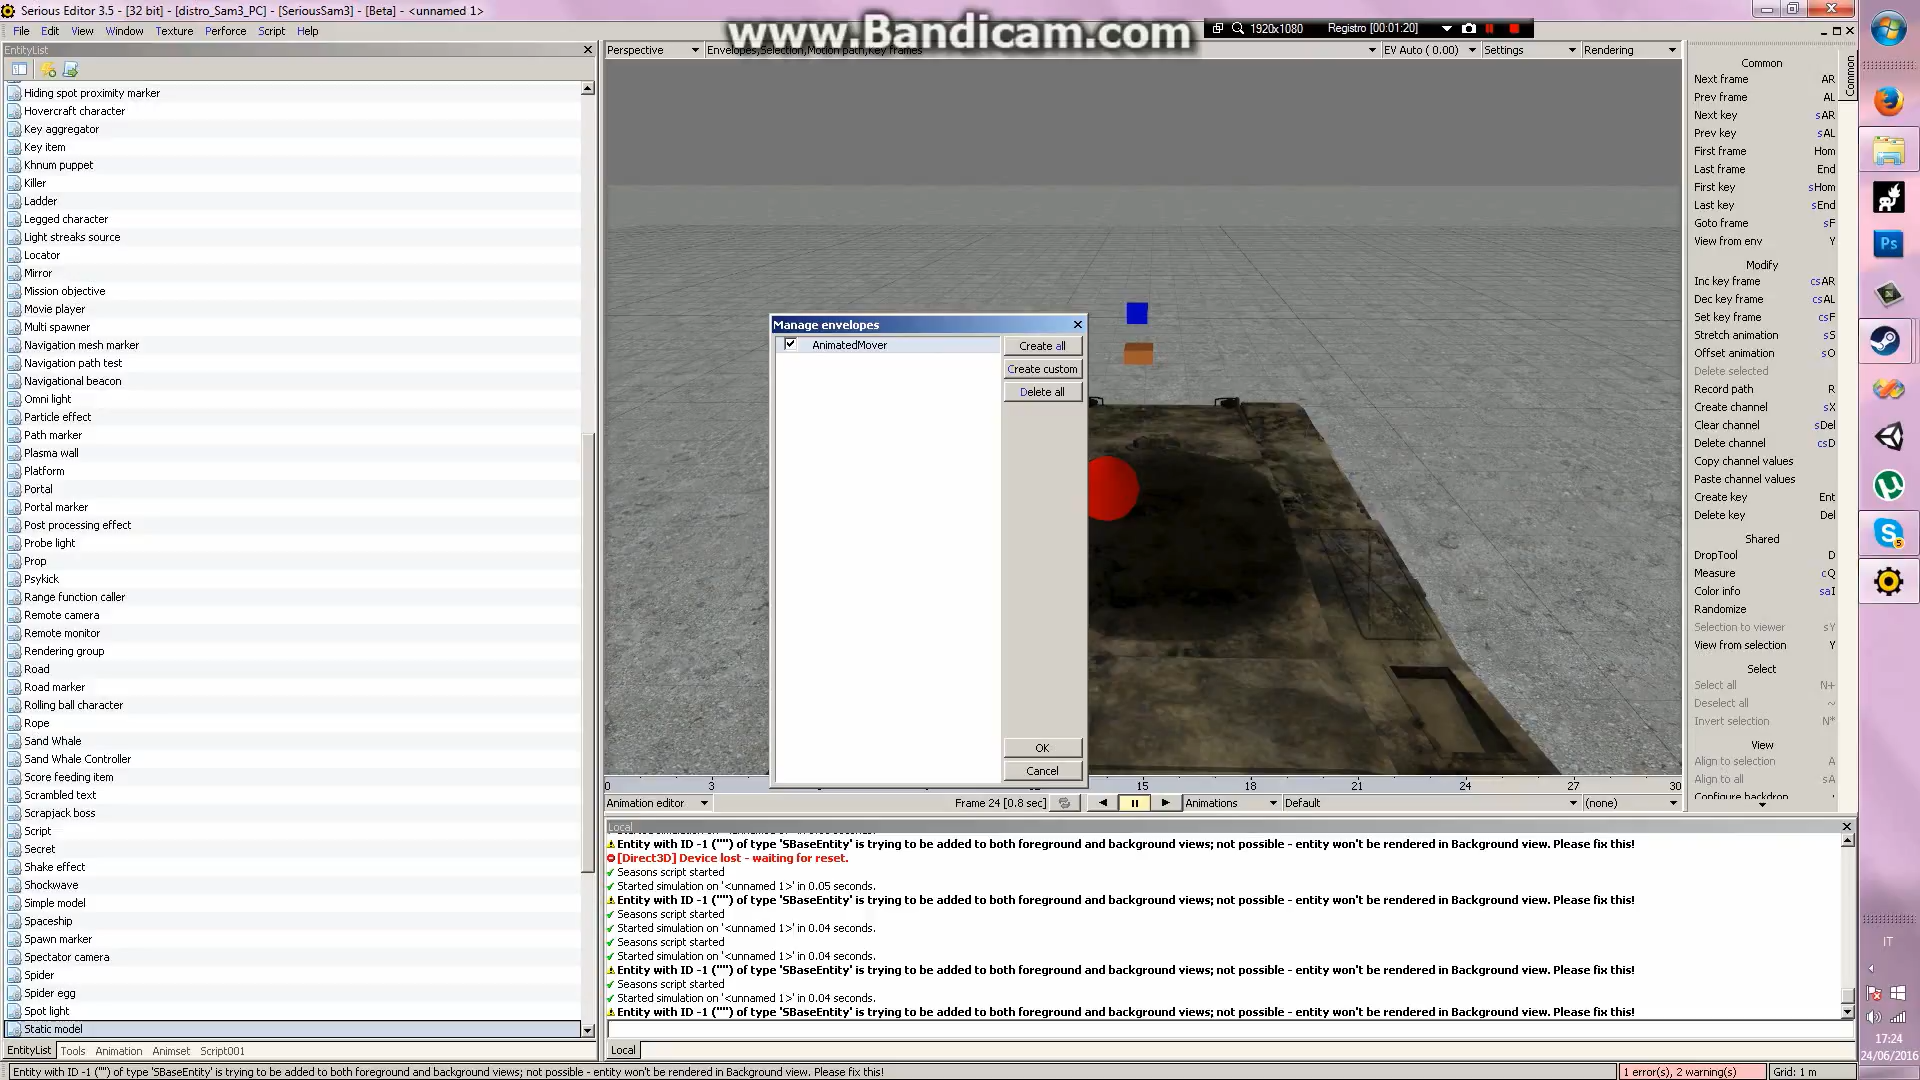 Serious Editor 3.5 - [32 bit] - [distro_Sam3_PC] - [SeriousSam3] - [Beta] - <unnamed 1>
www.Bandicam.com
1920x1080 Registro [00:01:20]
File Edit View Window Texture Perforce Script Help
EntityList
Perspective Envelopes,Selection,Motion path,Key frames EV Auto ( 0.00) Settings Rendering
Hiding spot proximity marker
Hovercraft character
Key aggregator
Key item
Khnum puppet
Killer
Ladder
Legged character
Light streaks source
Locator
Mirror
Mission objective
Movie player
Multi spawner
Navigation mesh marker
Navigation path test
Navigational beacon
Omni light
Particle effect
Path marker
Plasma wall
Platform
Portal
Portal marker
Post processing effect
Probe light
Prop
Psykick
Range function caller
Remote camera
Remote monitor
Rendering group
Road
Road marker
Rolling ball character
Rope
Sand Whale
Sand Whale Controller
Score feeding item
Scrambled text
Scrapjack boss
Script
Secret
Shake effect
Shockwave
Simple model
Spaceship
Spawn marker
Spectator camera
Spider
Spider egg
Spot light
Static model
EntityList Tools Animation Animset Script001
Manage envelopes
AnimatedMover
Create all
Create custom
Delete all
OK
Cancel
0 3 15 18 21 24 27 30
Animation editor Frame 24 [0.8 sec] Animations Default (none)
Common
Common
Next frame AR
Prev frame AL
Next key sAR
Prev key sAL
First frame Hom
Last frame End
First key sHom
Last key sEnd
Goto frame sF
View from env Y
Modify
Inc key frame csAR
Dec key frame csAL
Set key frame csF
Stretch animation sS
Offset animation sO
Delete selected
Record path R
Create channel sX
Clear channel sDel
Delete channel csD
Copy channel values
Paste channel values
Create key Ent
Delete key Del
Shared
DropTool D
Measure cQ
Color info saI
Randomize
Selection to viewer sY
View from selection Y
Select
Select all N+
Deselect all ~
Invert selection N*
View
Align to selection A
Align to all sA
Configure backdrop
Local
Entity with ID -1 ("") of type 'SBaseEntity' is trying to be added to both foreground and background views; not possible - entity won't be rendered in Background view. Please fix this!
[Direct3D] Device lost - waiting for reset.
Seasons script started
Started simulation on '<unnamed 1>' in 0.05 seconds.
Entity with ID -1 ("") of type 'SBaseEntity' is trying to be added to both foreground and background views; not possible - entity won't be rendered in Background view. Please fix this!
Seasons script started
Started simulation on '<unnamed 1>' in 0.04 seconds.
Seasons script started
Started simulation on '<unnamed 1>' in 0.04 seconds.
Entity with ID -1 ("") of type 'SBaseEntity' is trying to be added to both foreground and background views; not possible - entity won't be rendered in Background view. Please fix this!
Seasons script started
Started simulation on '<unnamed 1>' in 0.04 seconds.
Entity with ID -1 ("") of type 'SBaseEntity' is trying to be added to both foreground and background views; not possible - entity won't be rendered in Background view. Please fix this!
Local
Entity with ID -1 ("") of type 'SBaseEntity' is trying to be added to both foreground and background views; not possible - entity won't be rendered in Background view. Please fix this!
1 error(s), 2 warning(s) Grid: 1 m
Ps
S
5
IT
17:24
24/06/2016